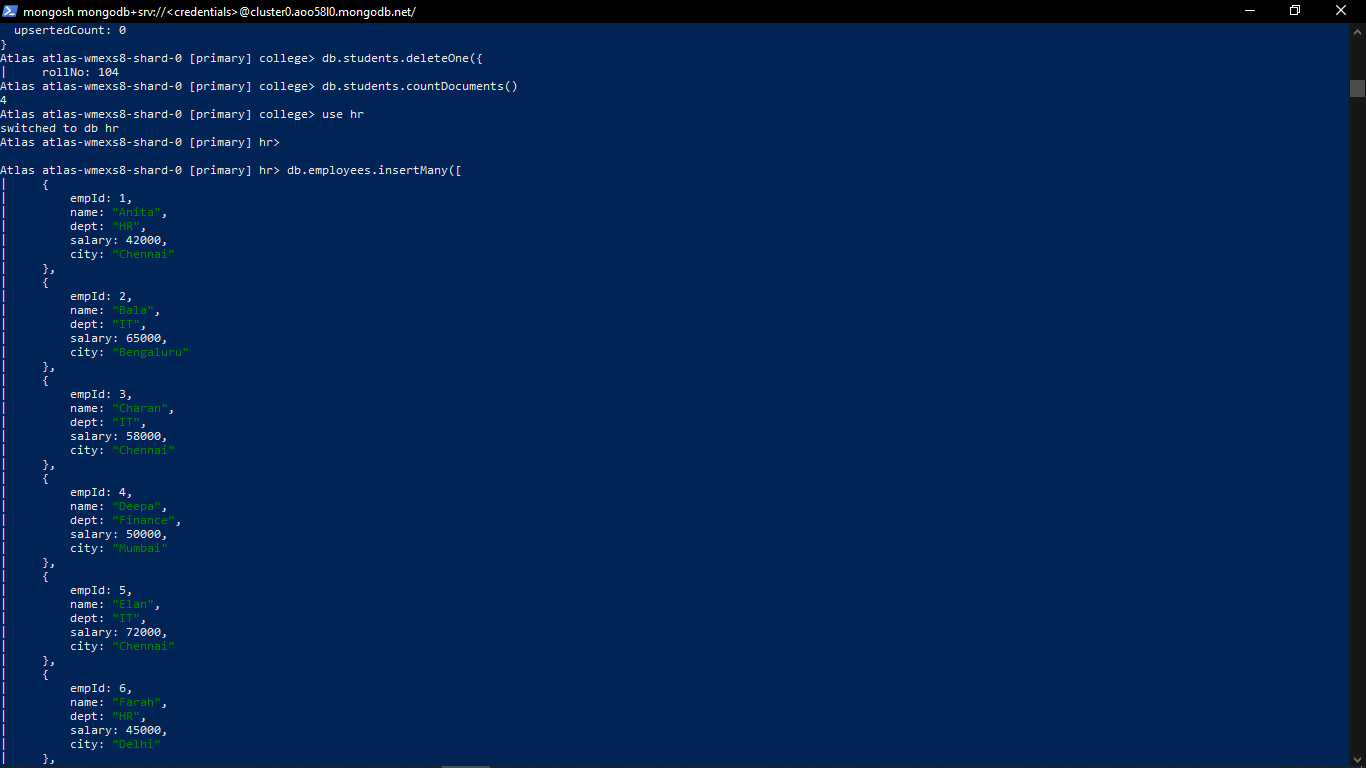 mongosh mongodb+srv://<credentials>@cluster0.aoo58l0.mongodb.net/
  upsertedCount: 0
}
Atlas atlas-wmexs8-shard-0 [primary] college> db.students.deleteOne({
|     rollNo: 104
Atlas atlas-wmexs8-shard-0 [primary] college> db.students.countDocuments()
4
Atlas atlas-wmexs8-shard-0 [primary] college> use hr
switched to db hr
Atlas atlas-wmexs8-shard-0 [primary] hr>
Atlas atlas-wmexs8-shard-0 [primary] hr> db.employees.insertMany([
|     {
|         empId: 1,
|         name: "Anita",
|         dept: "HR",
|         salary: 42000,
|         city: "Chennai"
|     },
|     {
|         empId: 2,
|         name: "Bala",
|         dept: "IT",
|         salary: 65000,
|         city: "Bengaluru"
|     },
|     {
|         empId: 3,
|         name: "Charan",
|         dept: "IT",
|         salary: 58000,
|         city: "Chennai"
|     },
|     {
|         empId: 4,
|         name: "Deepa",
|         dept: "Finance",
|         salary: 50000,
|         city: "Mumbai"
|     },
|     {
|         empId: 5,
|         name: "Elan",
|         dept: "IT",
|         salary: 72000,
|         city: "Chennai"
|     },
|     {
|         empId: 6,
|         name: "Farah",
|         dept: "HR",
|         salary: 45000,
|         city: "Delhi"
|     },